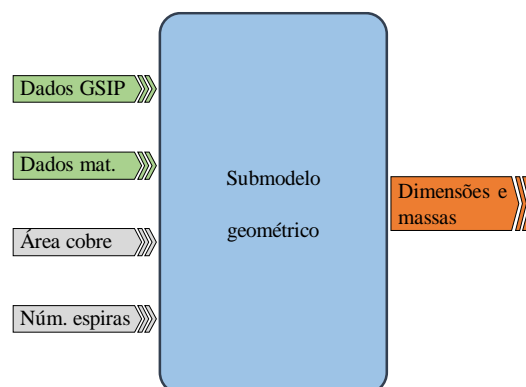 Dados GSIP
Dados mat.
Área cobre
Núm. espiras
Submodelo
geométrico
Dimensões e
massas